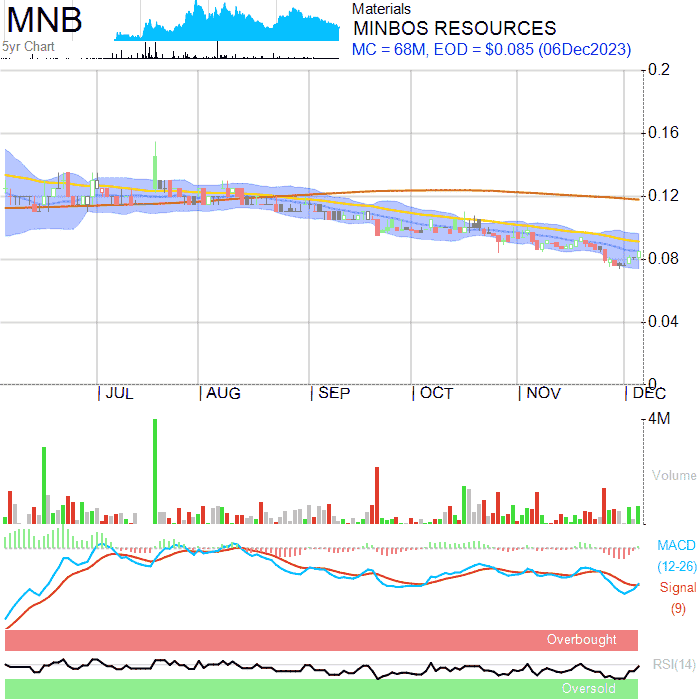 MNB
5yr Chart
Materials
MINBOS RESOURCES
MC = 68M, EOD = $0.085 (06Dec2023)
0.2
0.16
0.12
0.08
0.04
0
JUL AUG SEP OCT NOV DEC
4M
Volume
MACD
(12-26)
Signal
(9)
Overbought
RSI(14)
Oversold